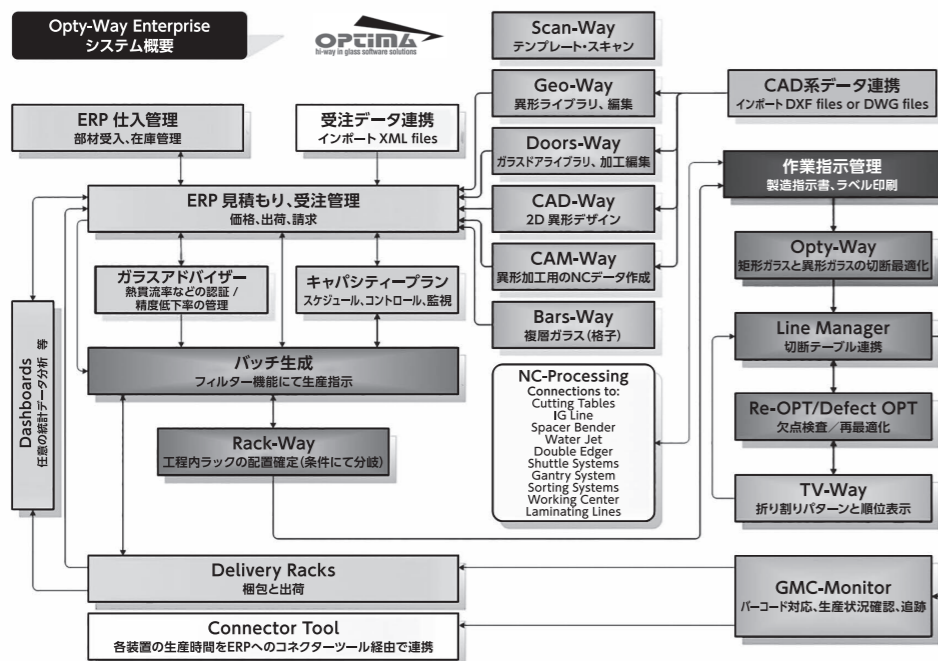 Opty-Way Enterprise
システム概要
OPTIMA
hi-way in glass software solutions
Scan-Way
テンプレート・スキャン
Geo-Way
異形ライブラリ、編集
CAD系データ連携
インポート DXF files or DWG files
ERP 仕入管理
部材受入、在庫管理
受注データ連携
インポート XML files
Doors-Way
ガラスドアライブラリ、加工編集
作業指示管理
製造指示書、ラベル印刷
ERP 見積もり、受注管理
価格、出荷、請求
CAD-Way
2D 異形デザイン
Opty-Way
矩形ガラスと異形ガラスの切断最適化
CAM-Way
異形加工用のNCデータ作成
ガラスアドバイザー
熱貫流率などの認証 /
精度低下率の管理
キャパシティープラン
スケジュール、コントロール、監視
Bars-Way
複層ガラス(格子)
Line Manager
切断テーブル連携
Dashboards
任意の統計データ分析 等
バッチ生成
フィルター機能にて生産指示
NC-Processing
Connections to:
Cutting Tables
IG Line
Spacer Bender
Water Jet
Double Edger
Shuttle Systems
Gantry System
Sorting Systems
Working Center
Laminating Lines
Re-OPT/Defect OPT
欠点検査/再最適化
Rack-Way
工程内ラックの配置確定(条件にて分岐)
TV-Way
折り割りパターンと順位表示
Delivery Racks
梱包と出荷
GMC-Monitor
バーコード対応、生産状況確認、追跡
Connector Tool
各装置の生産時間をERPへのコネクターツール経由で連携